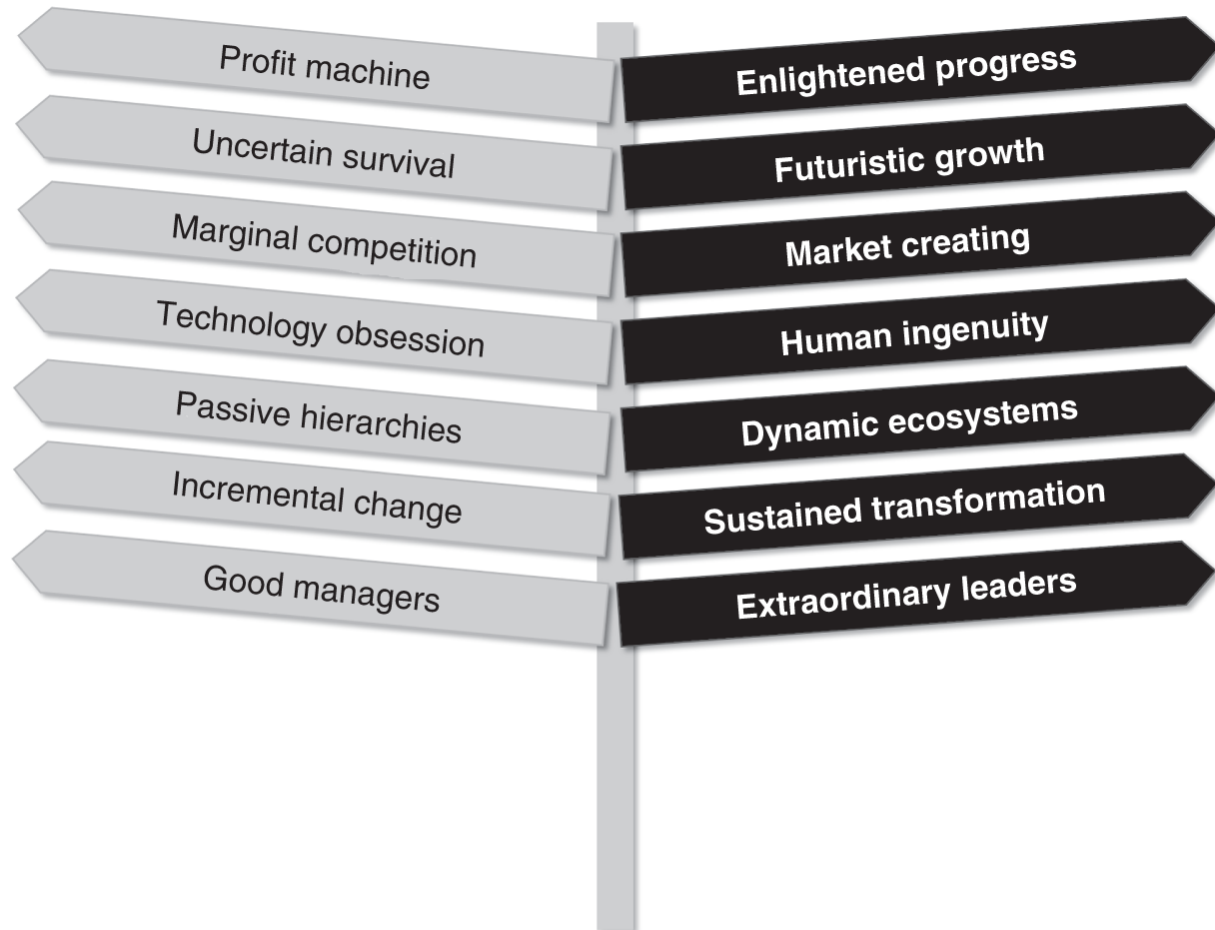 Profit machine
Enlightened progress
Uncertain survival
Futuristic growth
Marginal competition
Market creating
Technology obsession
Human ingenuity
Passive hierarchies
Dynamic ecosystems
Incremental change
Sustained transformation
Good managers
Extraordinary leaders